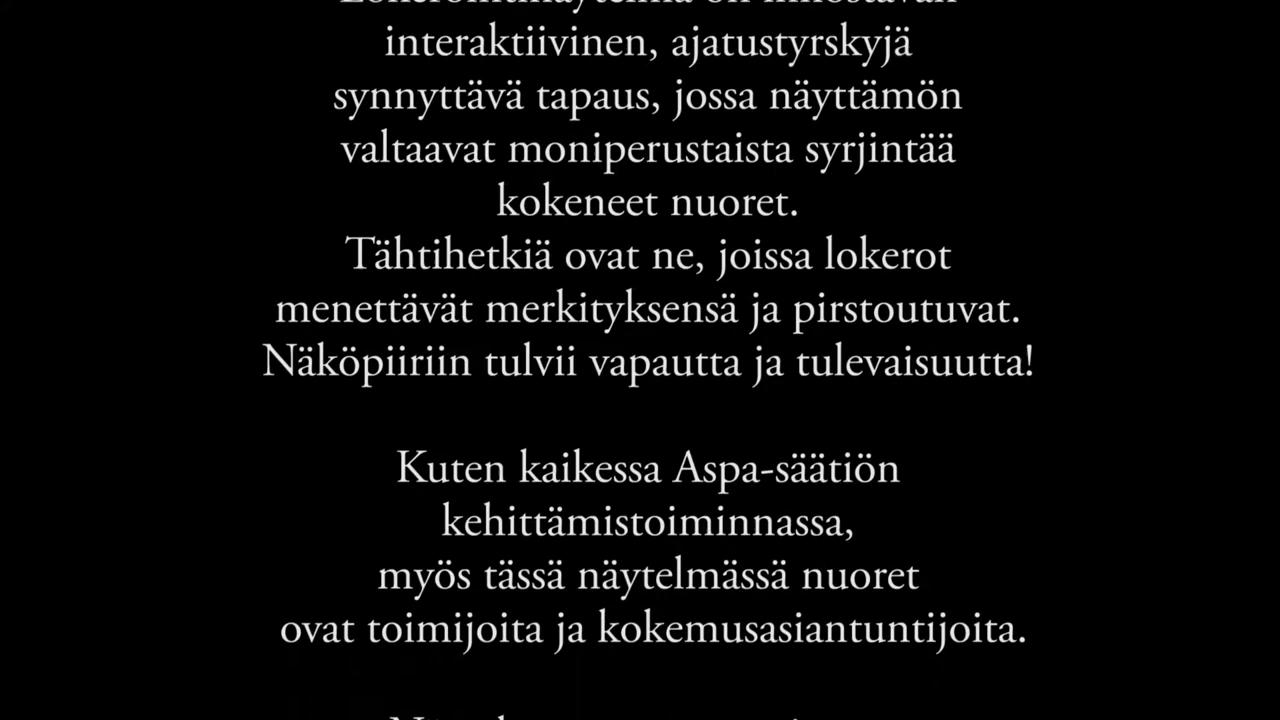 interaktiivinen, ajatustyrskyjä
synnyttävä tapaus, jossa näyttämön
valtaavat moniperustaista syrjintää
kokeneet nuoret.
Tähtihetkiä ovat ne, joissa lokerot
menettävät merkityksensä ja pirstoutuvat.
Näköpiiriin tulvii vapautta ja tulevaisuutta!
Kuten kaikessa Aspa-säätiön
kehittämistoiminnassa,
myös tässä näytelmässä nuoret
ovat toimijoita ja kokemusasiantuntijoita.